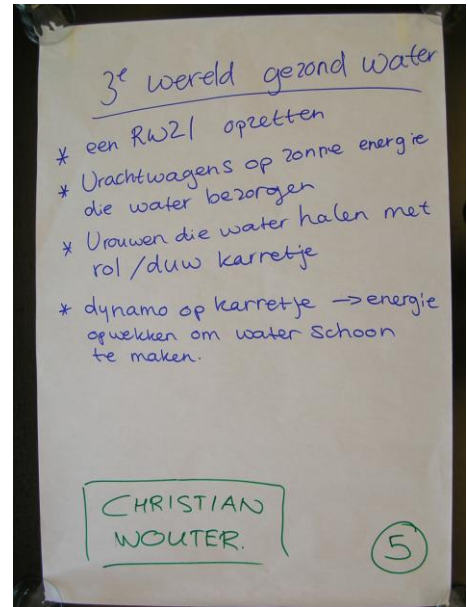 3e wereld gezond water
* een RWZI opzetten
* Vrachtwagens op zonne energie
die water bezorgen
* Vrouwen die water halen met
rol/duw karretje
* dynamo op karretje → energie
opwekken om water schoon
te maken.
CHRISTIAN
WOUTER.
5